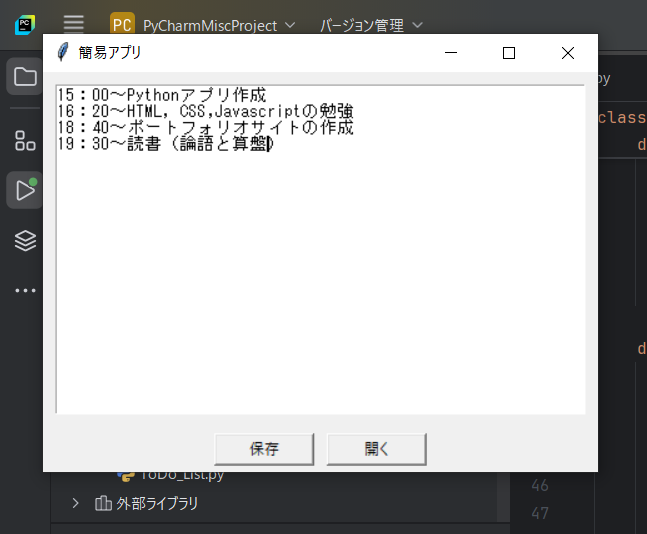 PC
PC PyCharmMiscProject バージョン管理
簡易アプリ
py
15：00～Pythonアプリ作成
16：20～HTML, CSS,Javascriptの勉強
18：40～ポートフォリオサイトの作成
19：30～読書（論語と算盤）
class
d
d
保存 開く
ToDo_List.py
外部ライブラリ
46
47